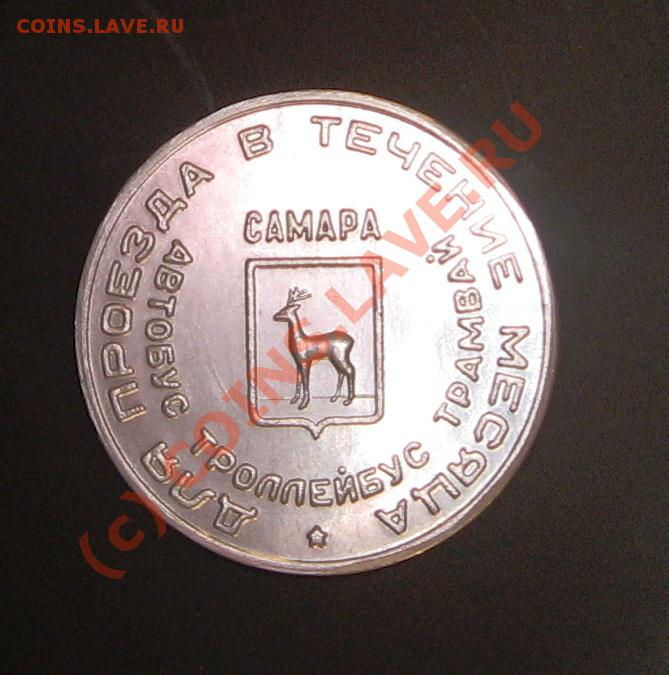 COINS.LAVE.RU
ДЛЯ ПРОЕЗДА В ТЕЧЕНИЕ МЕСЯЦА
САМАРА
АВТОБУС ТРОЛЛЕЙБУС ТРАМВАЙ
(c) COINS.LAVE.RU